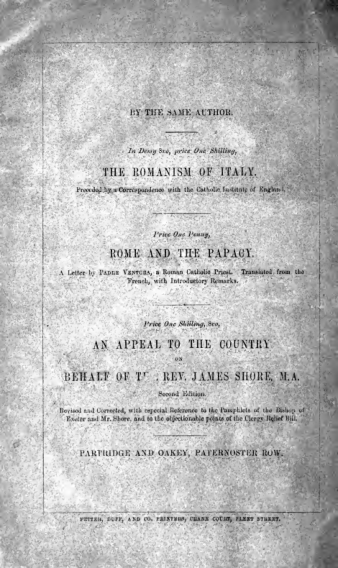 BY THE SAME AUTHOR.
In Demy 8vo, price One Shilling,
THE ROMANISM OF ITALY.
Preceded by a Correspondence with the Catholic Institute of England.
Price One Penny,
ROME AND THE PAPACY.
A Letter by PADRE VENTURA, a Roman Catholic Priest. Translated from the
French, with Introductory Remarks.
Price One Shilling, 8vo,
AN APPEAL TO THE COUNTRY
ON
BEHALF OF REV. JAMES SHORE, M.A.
Second Edition
Revised and Corrected, with especial Reference to the Pamphlets of the Bishop of
Exeter and Mr. Shore, and to the objectionable points of the Clergy Relief Bill.
PARTRIDGE AND OAKEY, PATERNOSTER ROW.
PETTER, DUFF, AND CO. PRINTERS, CRANE COURT, FLEET STREET.